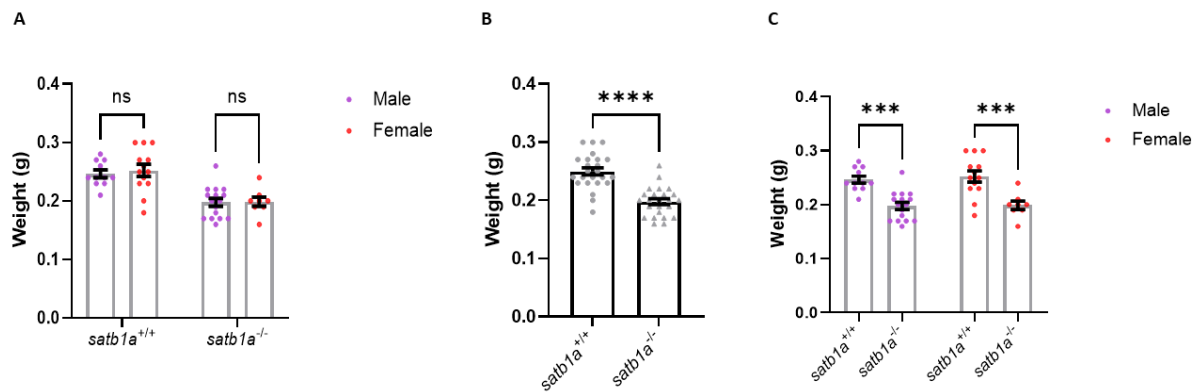 A
Weight (g)
0.4
0.3
0.2
0.1
0.0
ns
ns
Male
Female
satb1a+/+
satb1a-/-
B
Weight (g)
0.4
0.3
0.2
0.1
0.0
****
satb1a+/+
satb1a-/-
C
Weight (g)
0.4
0.3
0.2
0.1
0.0
***
***
Male
Female
satb1a+/+
satb1a-/-
satb1a+/+
satb1a-/-